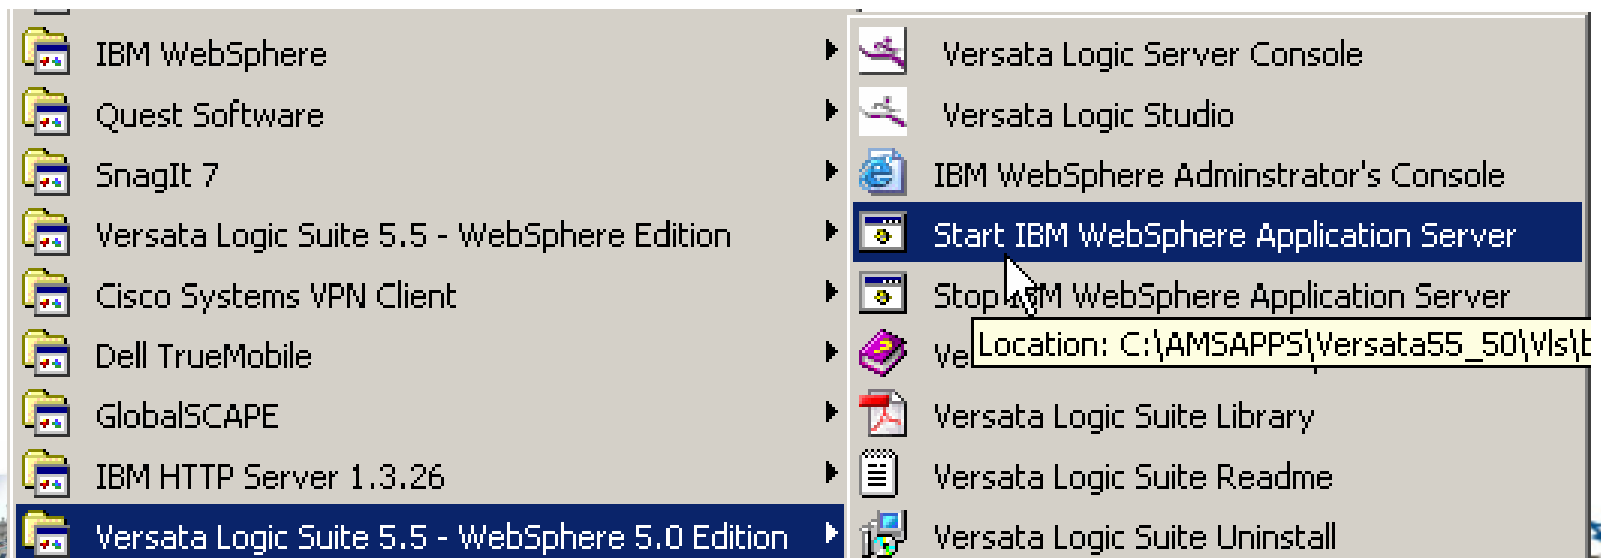 IBM WebSphere
Quest Software
SnagIt 7
Versata Logic Suite 5.5 - WebSphere Edition
Cisco Systems VPN Client
Dell TrueMobile
GlobalSCAPE
IBM HTTP Server 1.3.26
Versata Logic Suite 5.5 - WebSphere 5.0 Edition
Versata Logic Server Console
Versata Logic Studio
IBM WebSphere Adminstrator's Console
Start IBM WebSphere Application Server
Stop IBM WebSphere Application Server
Location: C:\AMSAPPS\Versata55_50\Vls\b
Versata Logic Suite Library
Versata Logic Suite Readme
Versata Logic Suite Uninstall